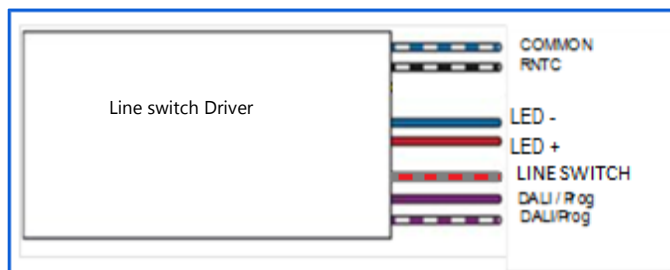 COMMON
RNTC
Line switch Driver
LED -
LED +
LINE SWITCH
DALI / Prog
DALI/Prog